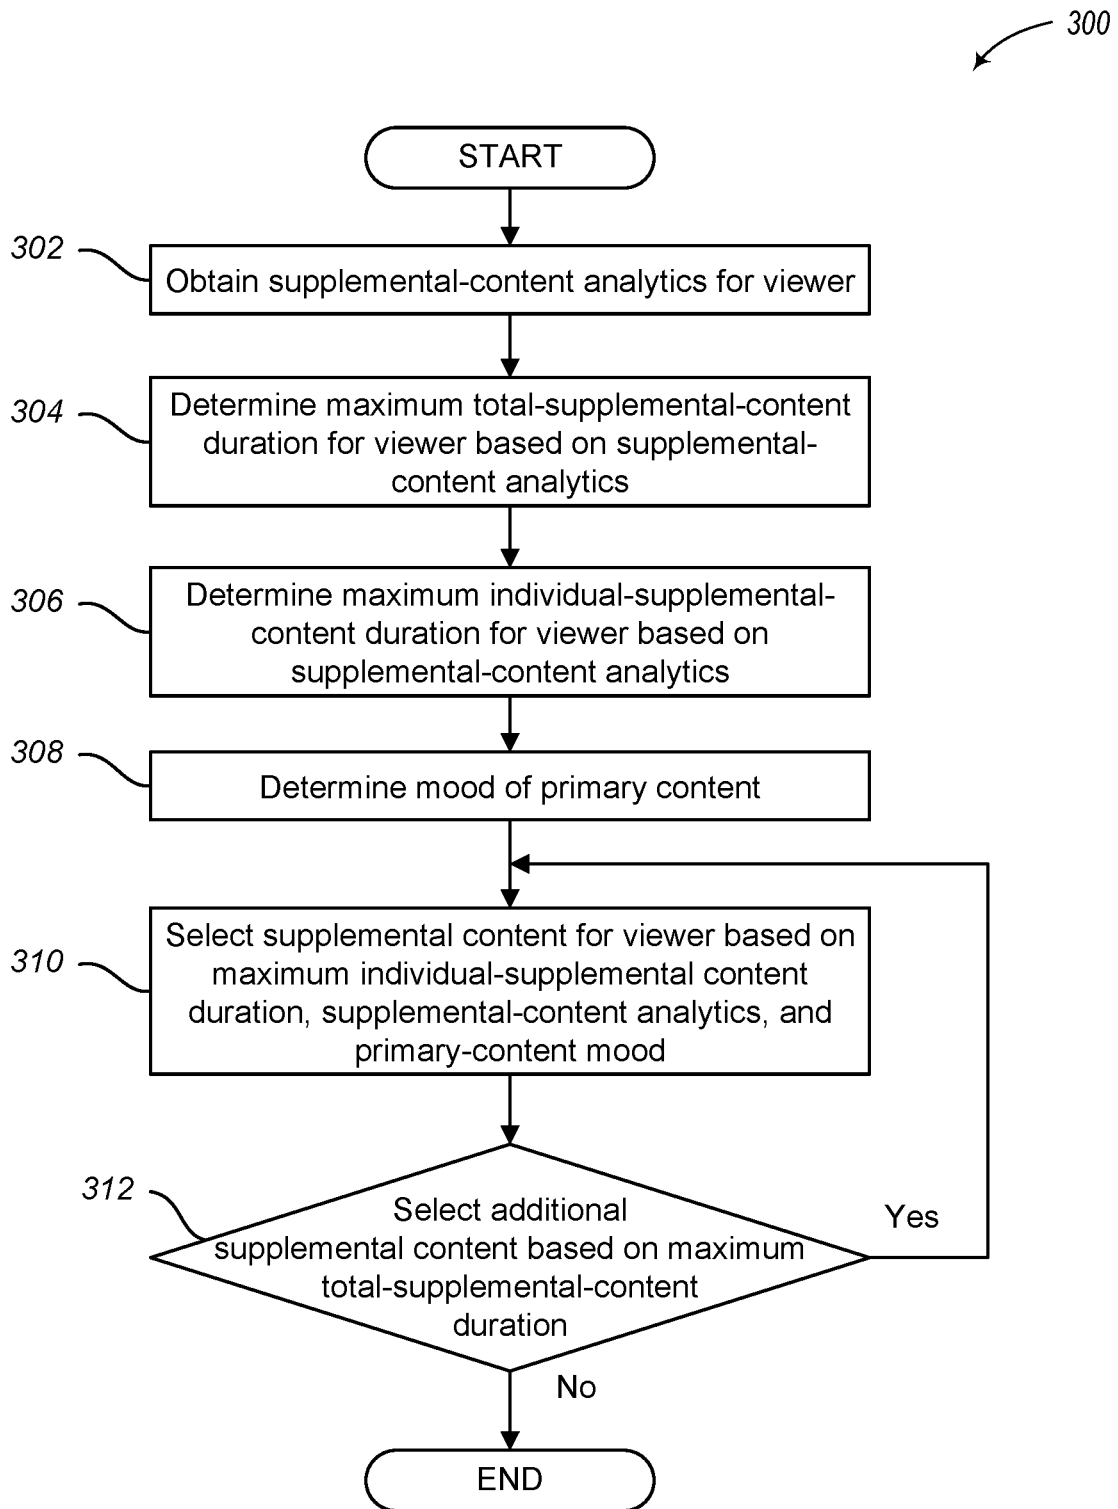 300
START
302
Obtain supplemental-content analytics for viewer
304
Determine maximum total-supplemental-content
duration for viewer based on supplemental-
content analytics
306
Determine maximum individual-supplemental-
content duration for viewer based on
supplemental-content analytics
308
Determine mood of primary content
310
Select supplemental content for viewer based on
maximum individual-supplemental content
duration, supplemental-content analytics, and
primary-content mood
312
Select additional
supplemental content based on maximum
total-supplemental-content
duration
Yes
No
END